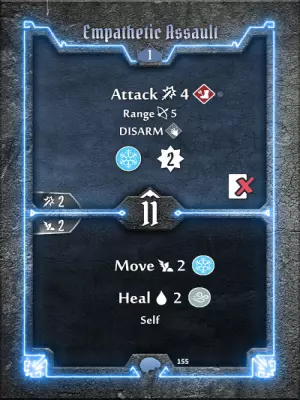 Empathetic Assault
1
Attack 4
Range 5
DISARM
2
2
11
2
Move 2
Heal 2
Self
155